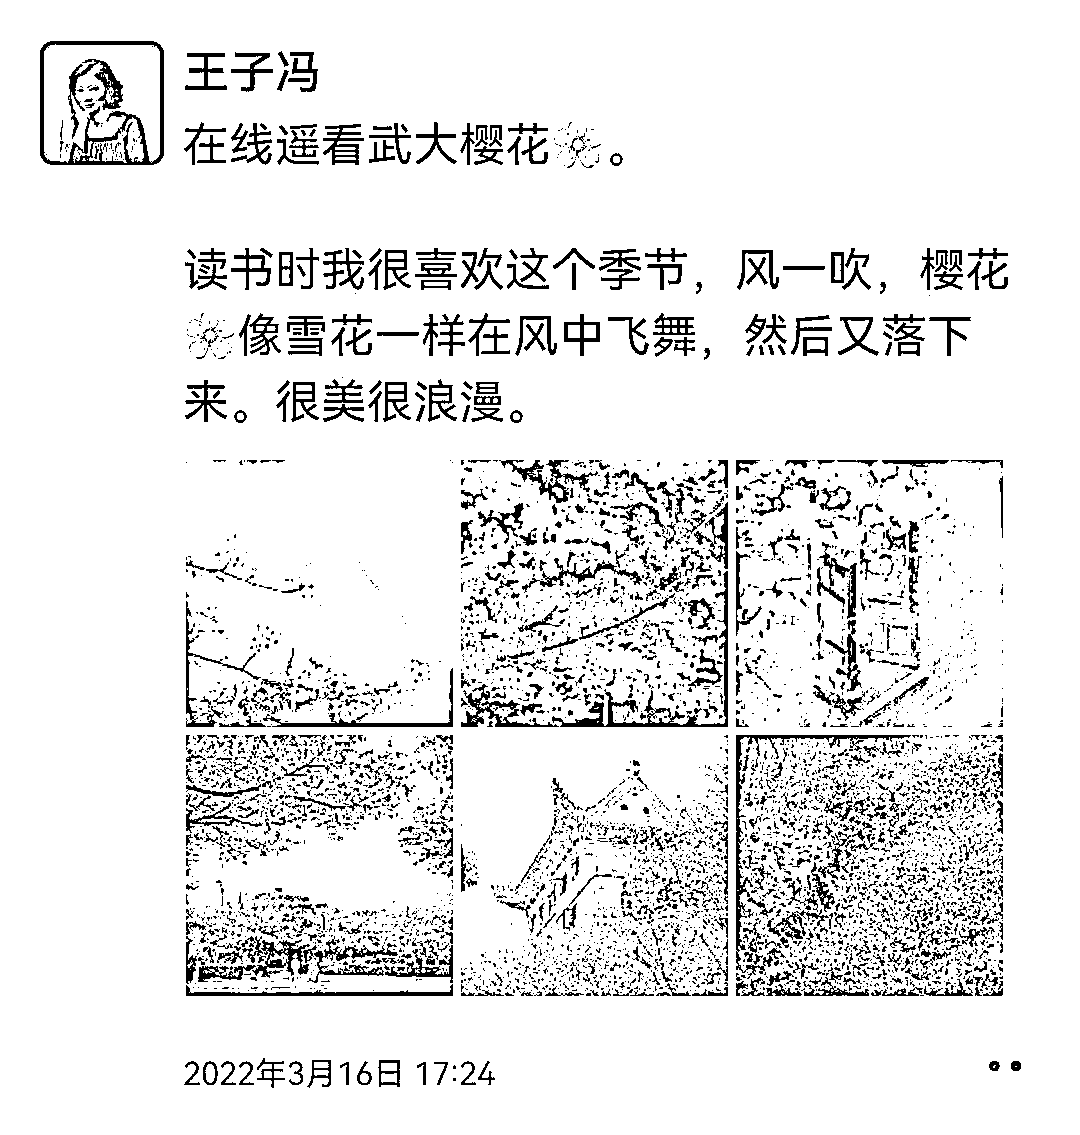 王子冯
在线遥看武大樱花🌸。
读书时我很喜欢这个季节，风一吹，樱花
🌸像雪花一样在风中飞舞，然后又落下
来。很美很浪漫。
2022年3月16日 17:24